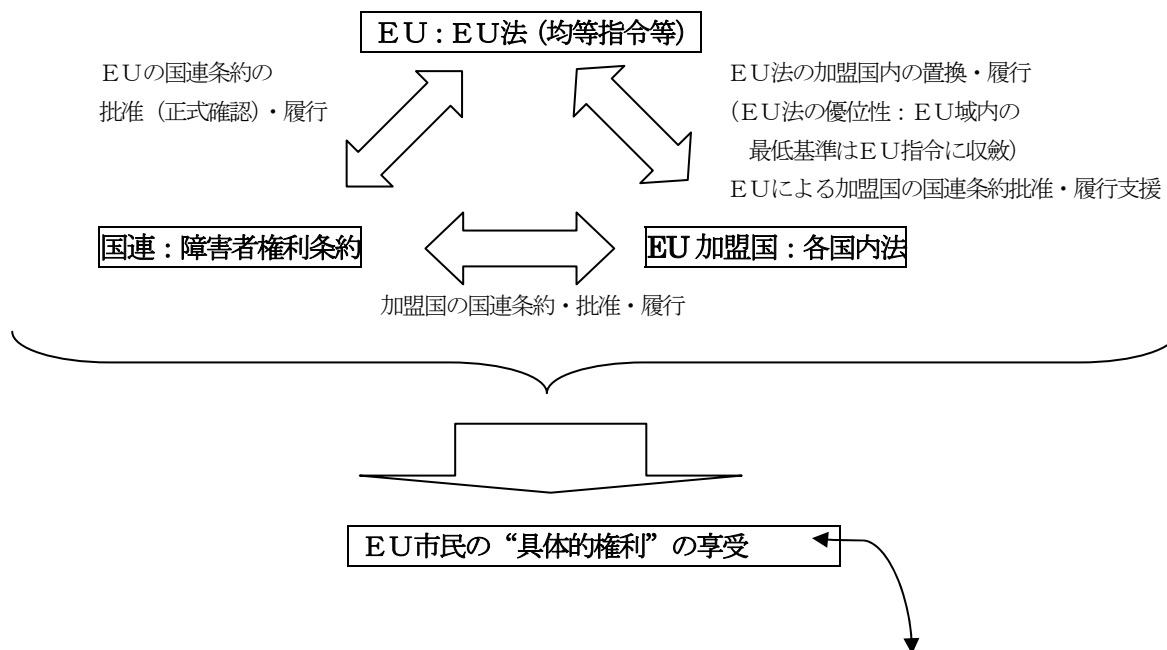 EU：EU法（均等指令等）
EUの国連条約の
批准（正式確認）・履行
EU法の加盟国内の置換・履行
（EU法の優位性：EU域内の
最低基準はEU指令に収斂）
EUによる加盟国の国連条約批准・履行支援
国連：障害者権利条約
EU 加盟国：各国内法
加盟国の国連条約・批准・履行
EU市民の“具体的権利”の享受